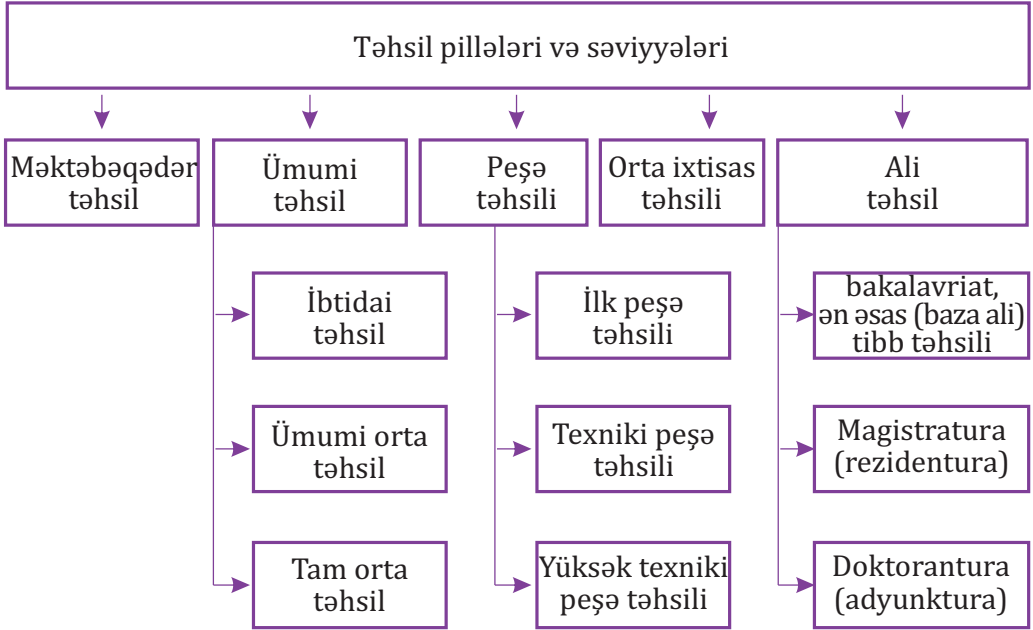 Təhsil pillələri və səviyyələri
Məktəbəqədər
təhsil
Ümumi
təhsil
Peşə
təhsili
Orta ixtisas
təhsili
Ali
təhsil
İbtidai
təhsil
Ümumi orta
təhsil
Tam orta
təhsil
İlk peşə
təhsili
Texniki peşə
təhsili
Yüksək texniki
peşə təhsili
bakalavriat,
ən əsas (baza ali)
tibb təhsili
Magistratura
(rezidentura)
Doktorantura
(adyunktura)